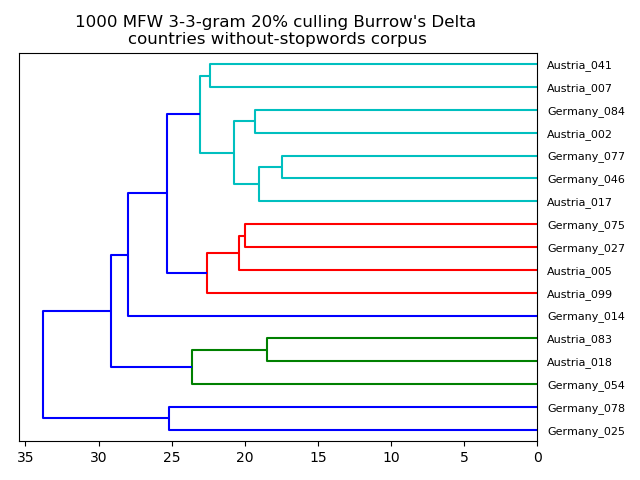 1000 MFW 3-3-gram 20% culling Burrow's Delta
countries without-stopwords corpus
Austria_041
Austria_007
Germany_084
Austria_002
Germany_077
Germany_046
Austria_017
Germany_075
Germany_027
Austria_005
Austria_099
Germany_014
Austria_083
Austria_018
Germany_054
Germany_078
Germany_025
35 30 25 20 15 10 5 0